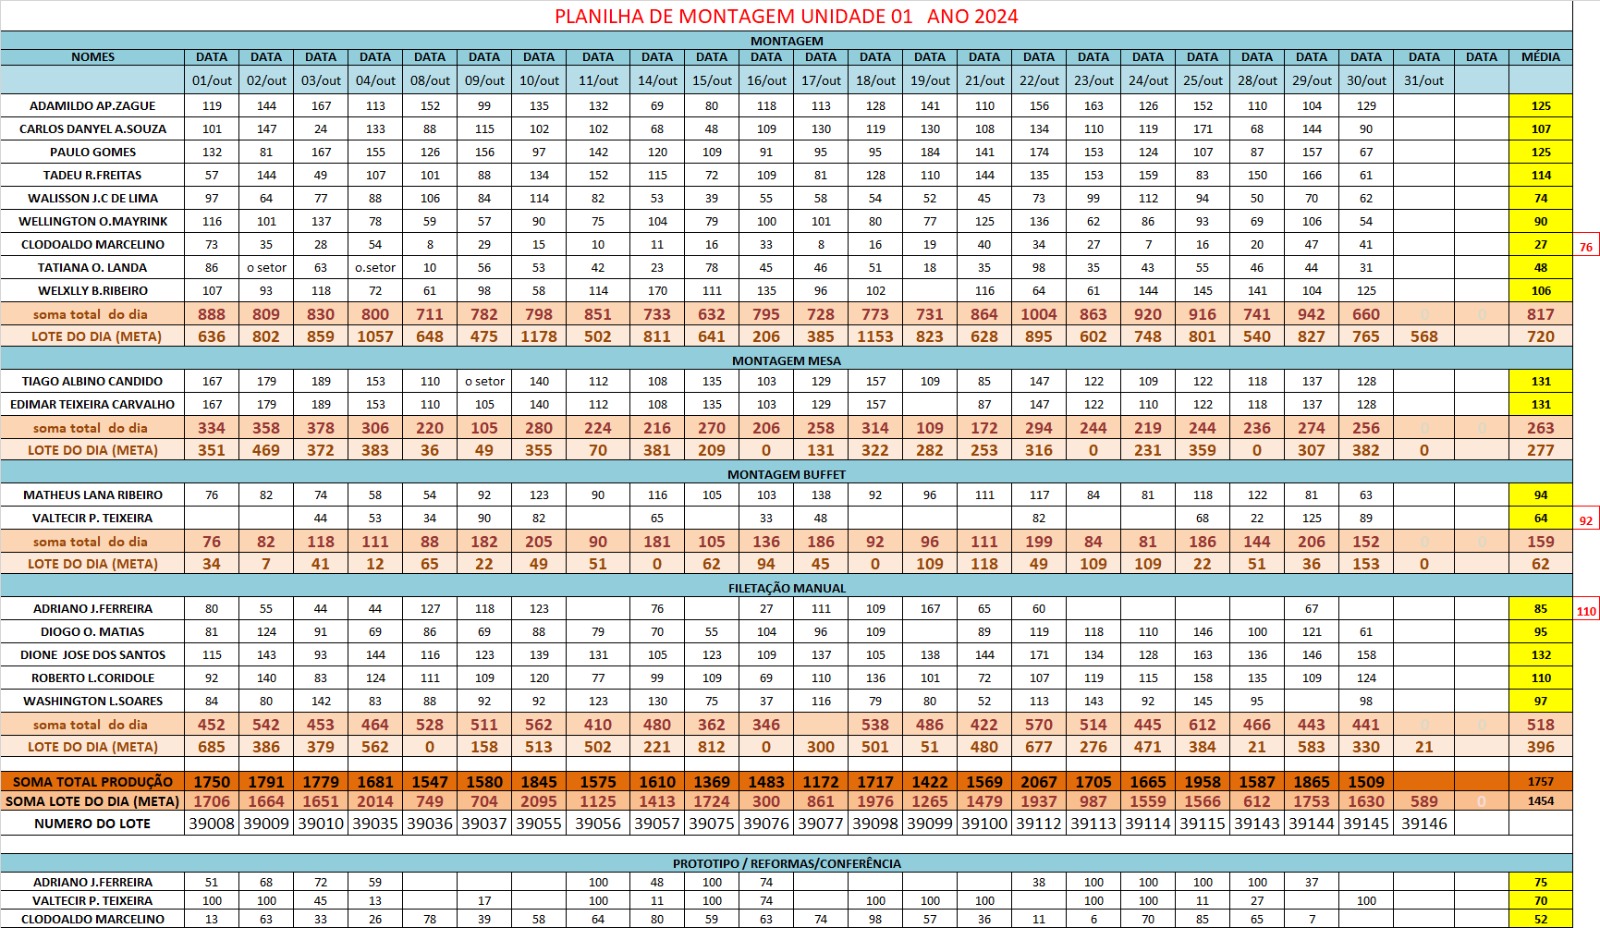 PLANILHA DE MONTAGEM UNIDADE 01 ANO 2024
MONTAGEM
NOMES DATA DATA DATA DATA DATA DATA DATA DATA DATA DATA DATA DATA DATA DATA DATA DATA DATA DATA DATA DATA DATA DATA DATA DATA MÉDIA
01/out 02/out 03/out 04/out 08/out 09/out 10/out 11/out 14/out 15/out 16/out 17/out 18/out 19/out 21/out 22/out 23/out 24/out 25/out 28/out 29/out 30/out 31/out
ADAMILDO AP.ZAGUE 119 144 167 113 152 99 135 132 69 80 118 113 128 141 110 156 163 126 152 110 104 129 125
CARLOS DANYEL A.SOUZA 101 147 24 133 88 115 102 102 68 48 109 130 119 130 108 134 110 119 171 68 144 90 107
PAULO GOMES 132 81 167 155 126 156 97 142 120 109 91 95 95 184 141 174 153 124 107 87 157 67 125
TADEU R.FREITAS 57 144 49 107 101 88 134 152 115 72 109 81 128 110 144 135 153 159 83 150 166 61 114
WALISSON J.C DE LIMA 97 64 77 88 106 84 114 82 53 39 55 58 54 52 45 73 99 112 94 50 70 62 74
WELLINGTON O.MAYRINK 116 101 137 78 59 57 90 75 104 79 100 101 80 77 125 136 62 86 93 69 106 54 90
CLODOALDO MARCELINO 73 35 28 54 8 29 15 10 11 16 33 8 16 19 40 34 27 7 16 20 47 41 27 76
TATIANA O. LANDA 86 o setor 63 o.setor 10 56 53 42 23 78 45 46 51 18 35 98 35 43 55 46 44 31 48
WELXLLY B.RIBEIRO 107 93 118 72 61 98 58 114 170 111 135 96 102 116 64 61 144 145 141 104 125 106
soma total do dia 888 809 830 800 711 782 798 851 733 632 795 728 773 731 864 1004 863 920 916 741 942 660 0 0 817
LOTE DO DIA (META) 636 802 859 1057 648 475 1178 502 811 641 206 385 1153 823 628 895 602 748 801 540 827 765 568 720
MONTAGEM MESA
TIAGO ALBINO CANDIDO 167 179 189 153 110 o setor 140 112 108 135 103 129 157 109 85 147 122 109 122 118 137 128 131
EDIMAR TEIXEIRA CARVALHO 167 179 189 153 110 105 140 112 108 135 103 129 157 87 147 122 110 122 118 137 128 131
soma total do dia 334 358 378 306 220 105 280 224 216 270 206 258 314 109 172 294 244 219 244 236 274 256 0 0 263
LOTE DO DIA (META) 351 469 372 383 36 49 355 70 381 209 0 131 322 282 253 316 0 231 359 0 307 382 0 277
MONTAGEM BUFFET
MATHEUS LANA RIBEIRO 76 82 74 58 54 92 123 90 116 105 103 138 92 96 111 117 84 81 118 122 81 63 94
VALTECIR P. TEIXEIRA 44 53 34 90 82 65 33 48 82 68 22 125 89 64 92
soma total do dia 76 82 118 111 88 182 205 90 181 105 136 186 92 96 111 199 84 81 186 144 206 152 0 0 159
LOTE DO DIA (META) 34 7 41 12 65 22 49 51 0 62 94 45 0 109 118 49 109 109 22 51 36 153 0 62
FILETAÇÃO MANUAL
ADRIANO J.FERREIRA 80 55 44 44 127 118 123 76 27 111 109 167 65 60 67 85 110
DIOGO O. MATIAS 81 124 91 69 86 69 88 79 70 55 104 96 109 89 119 118 110 146 100 121 61 95
DIONE JOSE DOS SANTOS 115 143 93 144 116 123 139 131 105 123 109 137 105 138 144 171 134 128 163 136 146 158 132
ROBERTO L.CORIDOLE 92 140 83 124 111 109 120 77 99 109 69 110 136 101 72 107 119 115 158 135 109 124 110
WASHINGTON L.SOARES 84 80 142 83 88 92 92 123 130 75 37 116 79 80 52 113 143 92 145 95 98 97
soma total do dia 452 542 453 464 528 511 562 410 480 362 346 538 486 422 570 514 445 612 466 443 441 0 0 518
LOTE DO DIA (META) 685 386 379 562 0 158 513 502 221 812 0 300 501 51 480 677 276 471 384 21 583 330 21 396
SOMA TOTAL PRODUÇÃO 1750 1791 1779 1681 1547 1580 1845 1575 1610 1369 1483 1172 1717 1422 1569 2067 1705 1665 1958 1587 1865 1509 1757
SOMA LOTE DO DIA (META) 1706 1664 1651 2014 749 704 2095 1125 1413 1724 300 861 1976 1265 1479 1937 987 1559 1566 612 1753 1630 589 0 1454
NUMERO DO LOTE 39008 39009 39010 39035 39036 39037 39055 39056 39057 39075 39076 39077 39098 39099 39100 39112 39113 39114 39115 39143 39144 39145 39146
PROTOTIPO / REFORMAS/CONFERÊNCIA
ADRIANO J.FERREIRA 51 68 72 59 100 48 100 74 38 100 100 100 100 37 75
VALTECIR P. TEIXEIRA 100 100 45 13 17 100 11 100 74 100 100 100 100 100 11 27 100 70
CLODOALDO MARCELINO 13 63 33 26 78 39 58 64 80 59 63 74 98 57 36 11 6 70 85 65 7 52